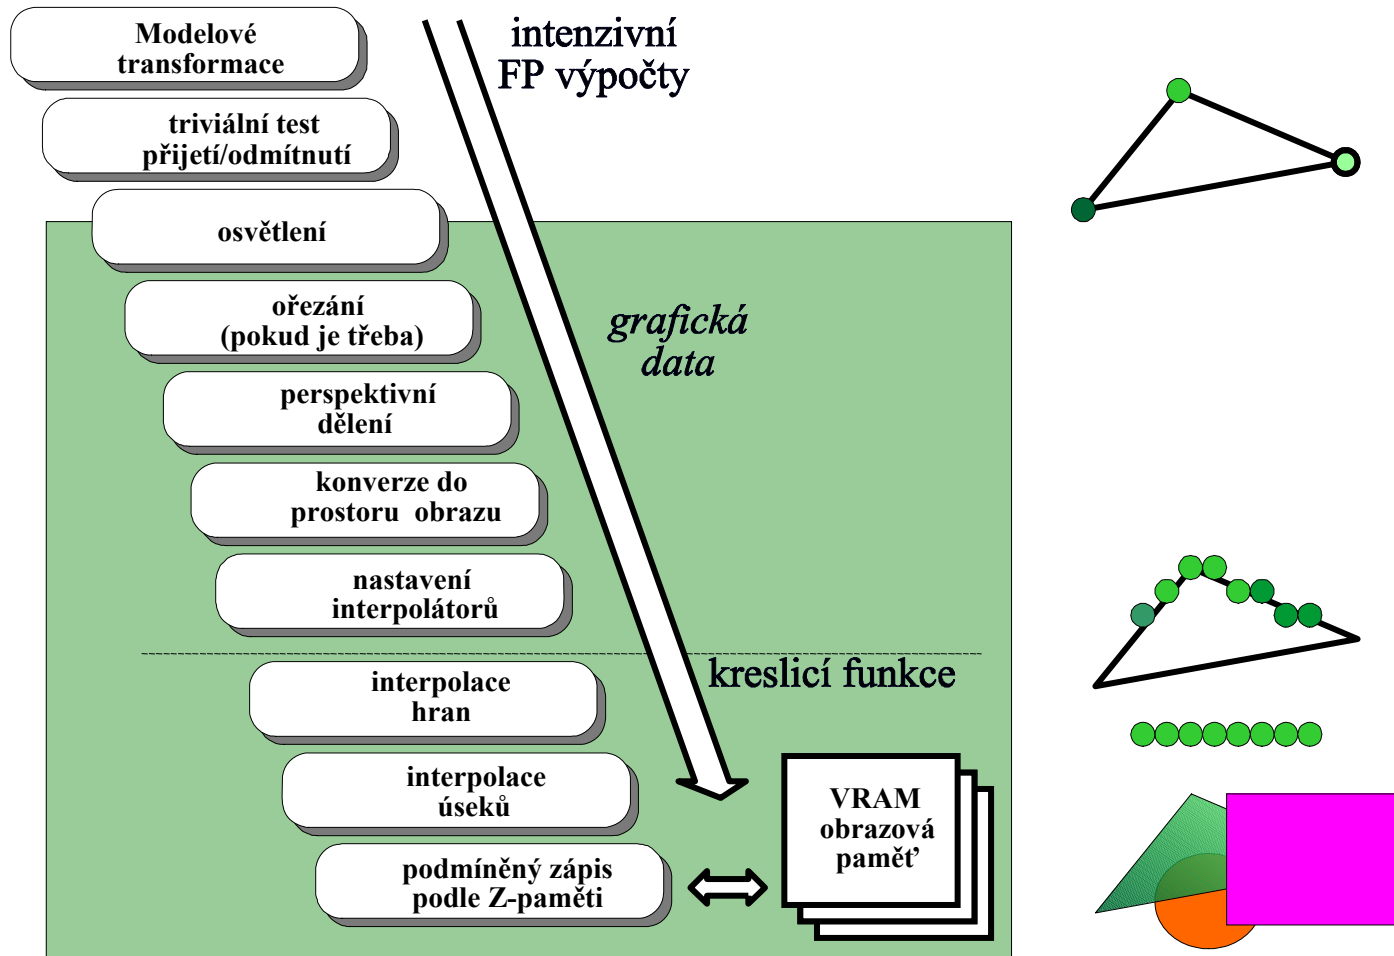 Modelové
transformace
intenzivní
FP výpočty
triviální test
přijetí/odmítnutí
osvětlení
ořezání
(pokud je třeba)
grafická
data
perspektivní
dělení
konverze do
prostoru obrazu
nastavení
interpolátorů
kreslicí funkce
interpolace
hran
interpolace
úseků
VRAM
obrazová
paměť
podmíněný zápis
podle Z-paměti